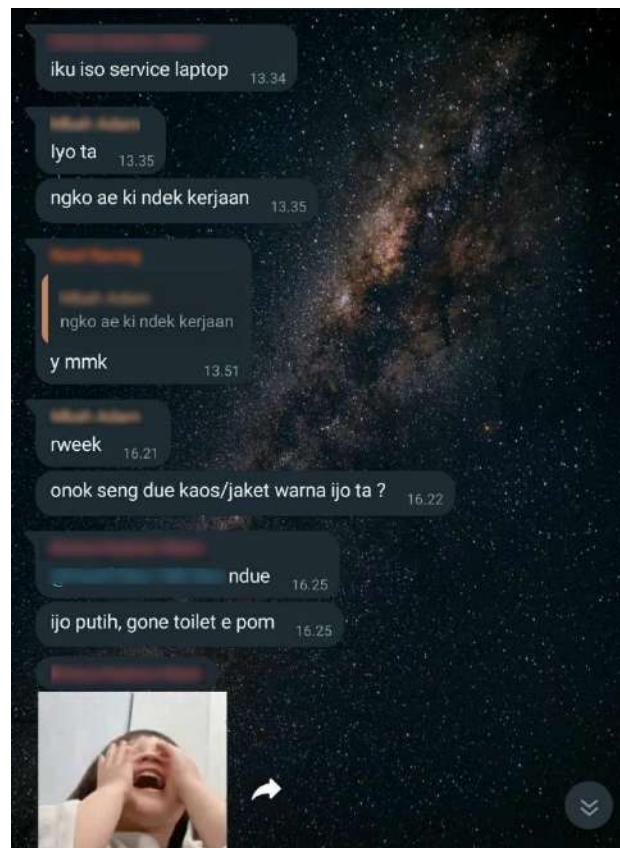 iku iso service laptop 13.34
Iyo ta 13.35
ngko ae ki ndek kerjaan 13.35
ngko ae ki ndek kerjaan
y mmk 13.51
rweek 16.21
onok seng due kaos/jaket warna ijo ta ? 16.22
ndue 16.25
ijo putih, gone toilet e pom 16.25